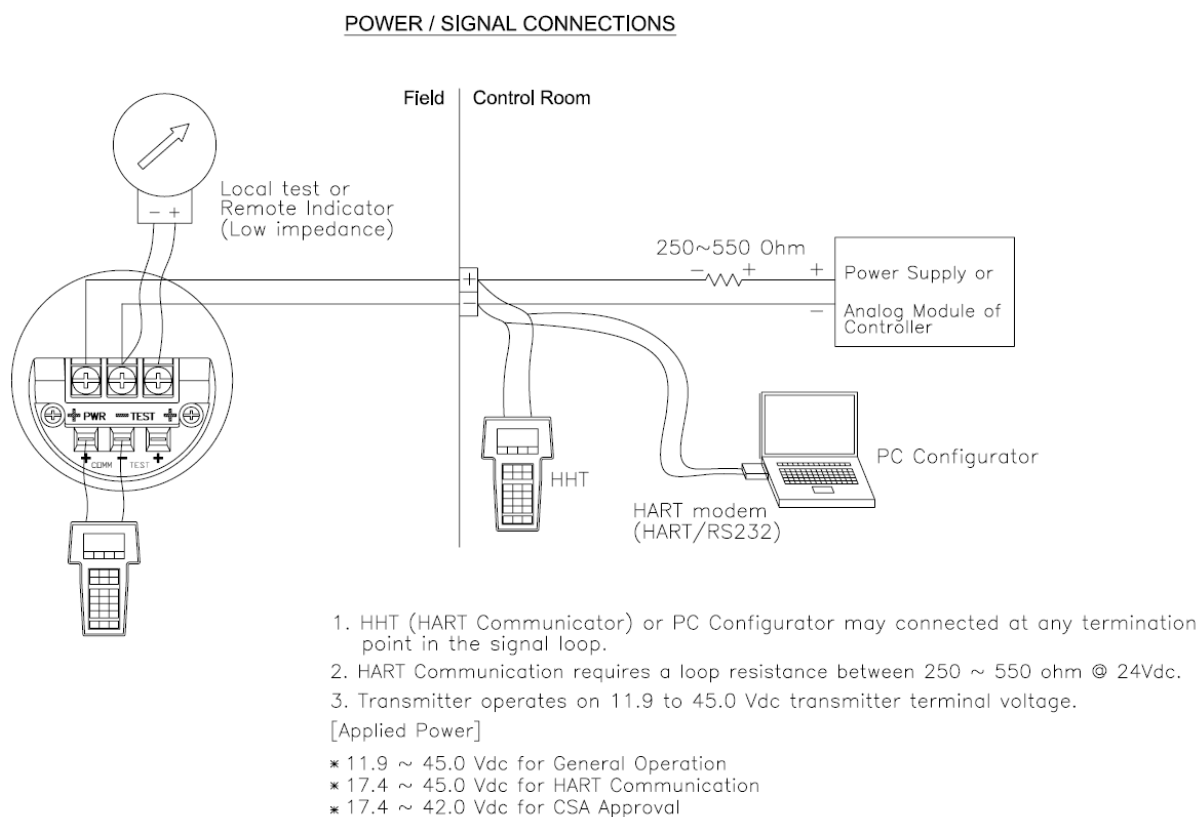 POWER / SIGNAL CONNECTIONS
Field
Control Room
Local test or
Remote Indicator
(Low impedance)
- +
250~550 Ohm
- +
+
-
+
-
Power Supply or
Analog Module of
Controller
+ PWR - TEST +
+ COMM - TEST +
HHT
HART modem
(HART/RS232)
PC Configurator
1. HHT (HART Communicator) or PC Configurator may connected at any termination
point in the signal loop.
2. HART Communication requires a loop resistance between 250 ~ 550 ohm @ 24Vdc.
3. Transmitter operates on 11.9 to 45.0 Vdc transmitter terminal voltage.
[Applied Power]
* 11.9 ~ 45.0 Vdc for General Operation
* 17.4 ~ 45.0 Vdc for HART Communication
* 17.4 ~ 42.0 Vdc for CSA Approval